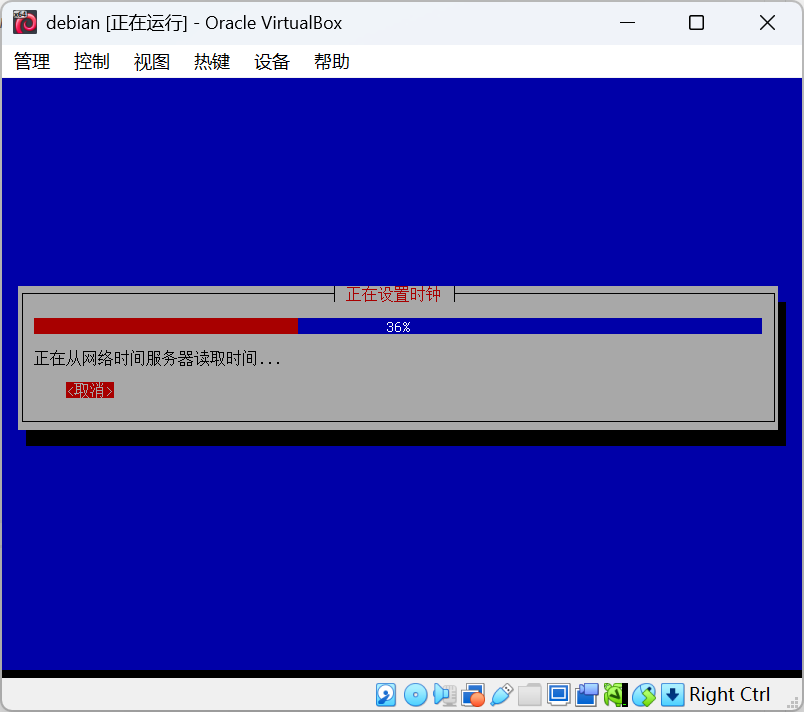 debian [正在运行] - Oracle VirtualBox
管理 控制 视图 热键 设备 帮助
正在设置时钟
36%
正在从网络时间服务器读取时间...
<取消>
Right Ctrl